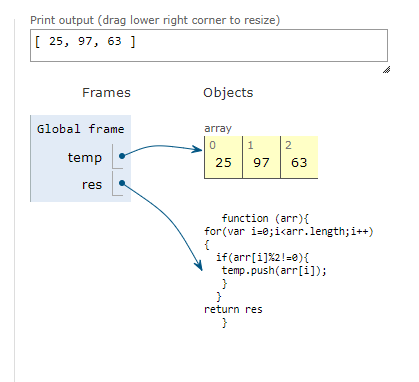 Print output (drag lower right corner to resize)
[ 25, 97, 63 ]
Frames
Objects
Global frame
temp
res
array
0 1 2
25 97 63
function (arr){
for(var i=0;i<arr.length;i++)
{
if(arr[i]%2!=0){
temp.push(arr[i]);
}
}
return res
}